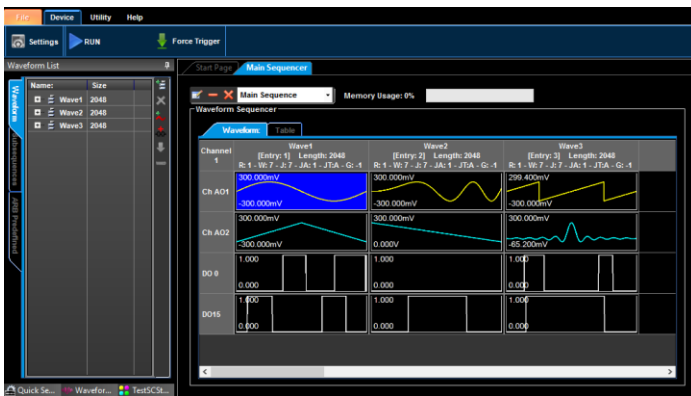 File Device Utility Help
Settings RUN Force Trigger
Waveform List
Start Page Main Sequencer
Name: Size
Wave1 2048
Wave2 2048
Wave3 2048
Waveform
Subsequences
ARB Predefined
Main Sequence Memory Usage: 0%
Waveform Sequencer
Waveform Table
Channel 1
Wave1 Wave2 Wave3
[Entry: 1] Length: 2048 [Entry: 2] Length: 2048 [Entry: 3] Length: 2048
R: 1 - W: 7 - J: 7 - JA: 1 - JT:A - G: -1 R: 1 - W: 7 - J: 7 - JA: 1 - JT:A - G: -1 R: 1 - W: 7 - J: 7 - JA: 1 - JT:A - G: -1
Ch AO1
300.000mV 300.000mV 299.400mV
-300.000mV -300.000mV -300.000mV
Ch AO2
300.000mV 300.000mV 300.000mV
-300.000mV 0.000V -65.200mV
DO 0
1.000 1.000 1.000
0.000 0.000 0.000
DO15
1.000 1.000 1.000
0.000 0.000 0.000
Quick Se... Wavefor... TestSCSt...